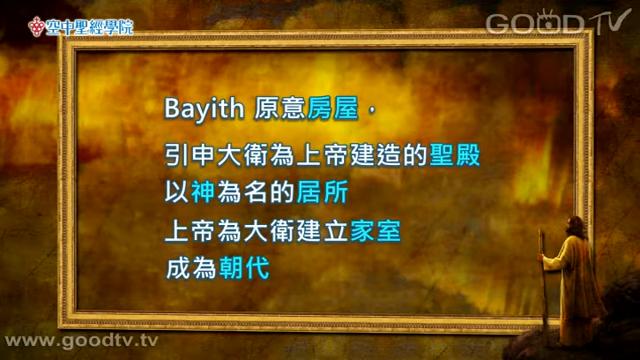 空中聖經學院
GOOD TV
Bayith 原意房屋，
引申大衛為上帝建造的聖殿
以神為名的居所
上帝為大衛建立家室
成為朝代
www.goodtv.tv